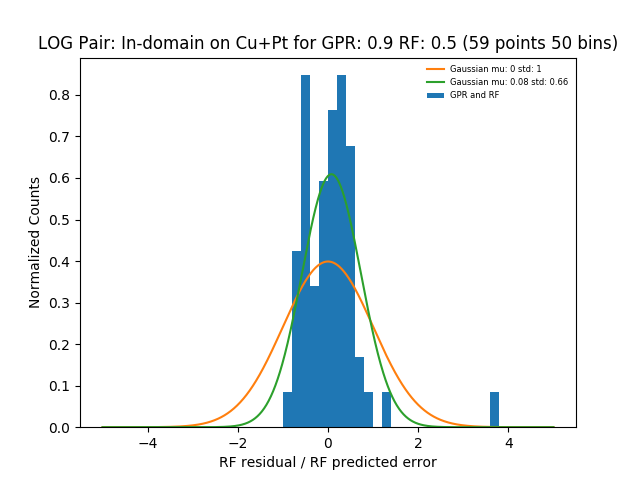 LOG Pair: In-domain on Cu+Pt for GPR: 0.9 RF: 0.5 (59 points 50 bins)
Gaussian mu: 0 std: 1
Gaussian mu: 0.08 std: 0.66
GPR and RF
Normalized Counts
0.8
0.7
0.6
0.5
0.4
0.3
0.2
0.1
0.0
−4 −2 0 2 4
RF residual / RF predicted error